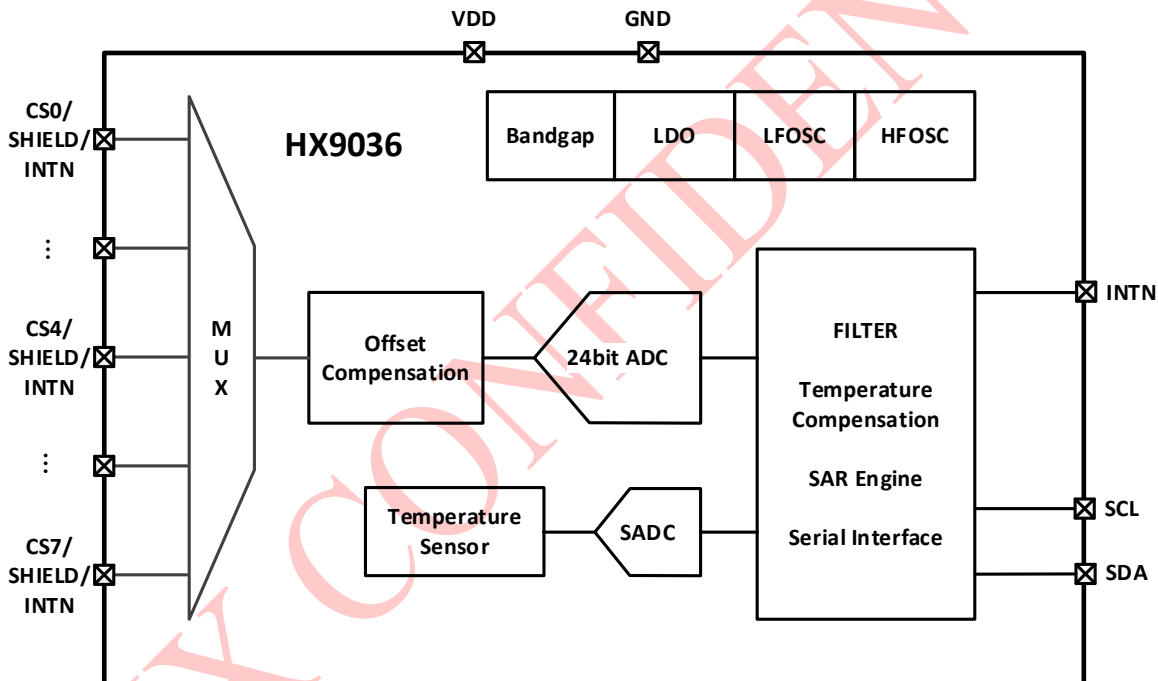 VDD
GND
CS0/
SHIELD/
INTN
HX9036
Bandgap
LDO
LFOSC
HFOSC
⋮
CS4/
SHIELD/
INTN
M
U
X
Offset
Compensation
24bit ADC
FILTER
Temperature
Compensation
SAR Engine
Serial Interface
INTN
⋮
Temperature
Sensor
SADC
SCL
SDA
CS7/
SHIELD/
INTN
X CONFIDEN